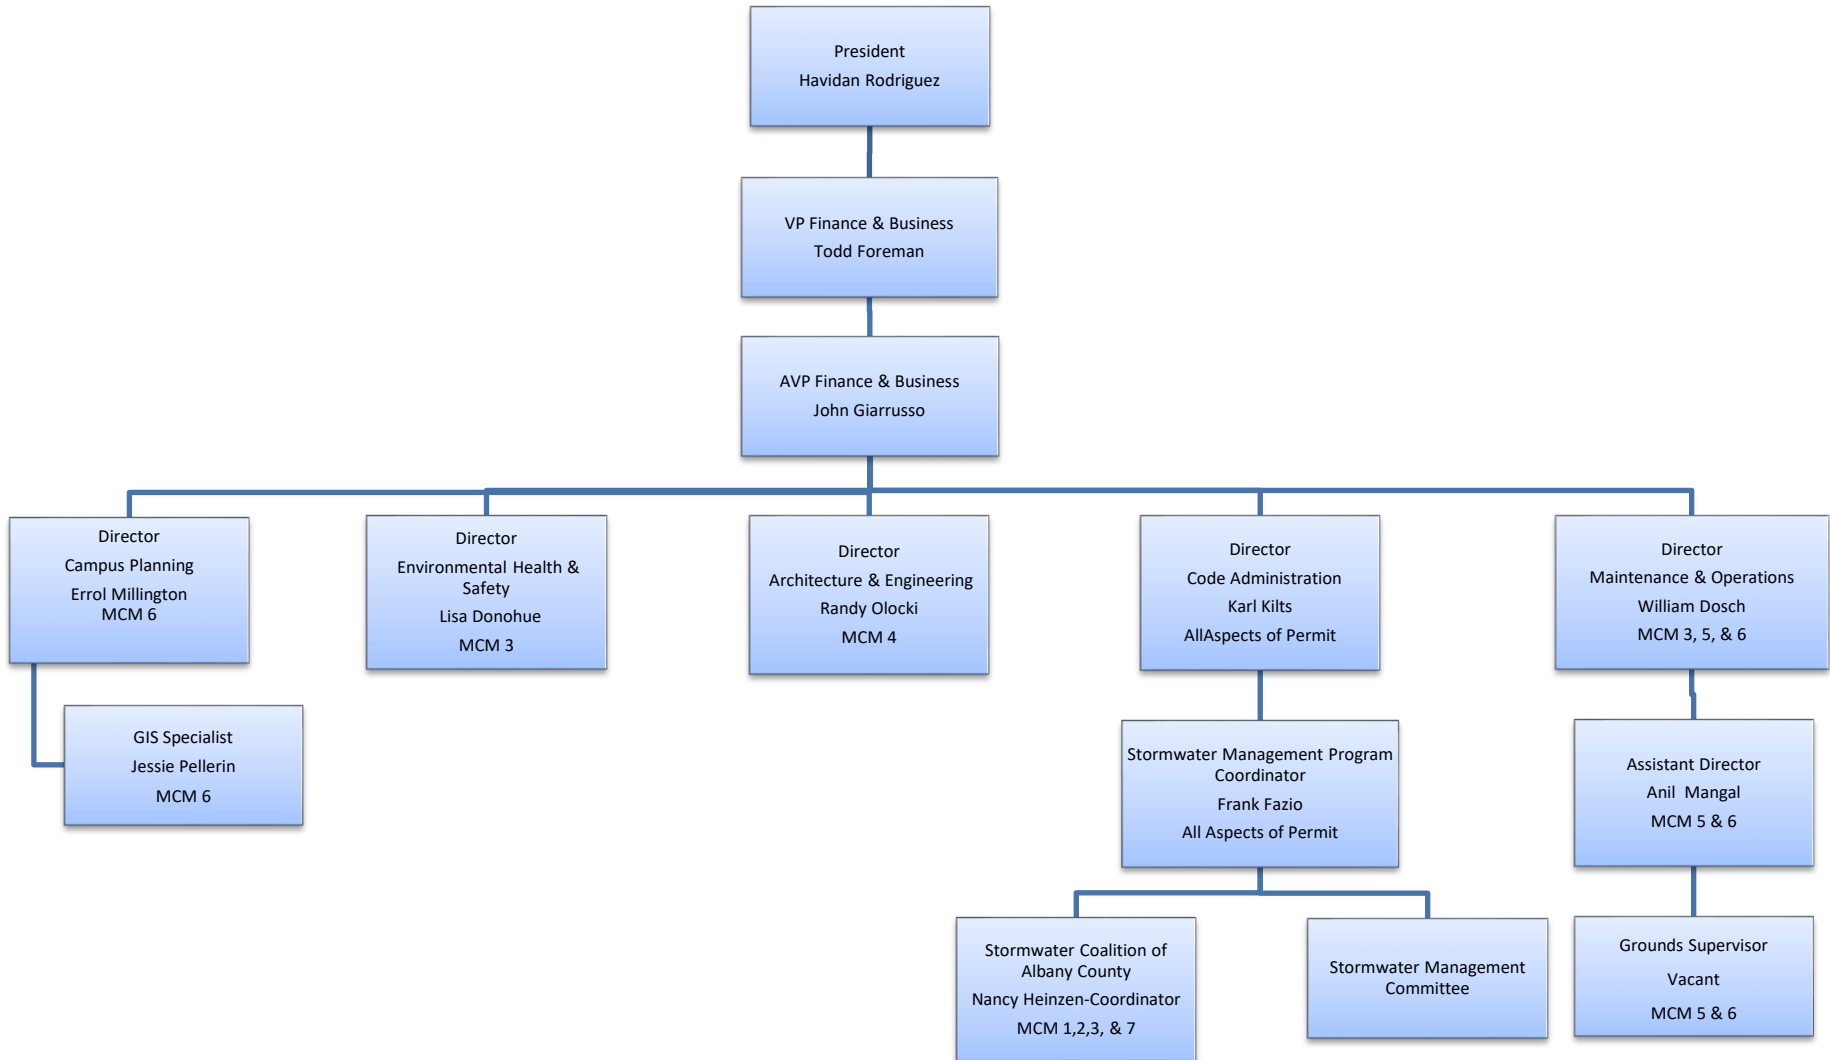 President
Havidan Rodriguez
VP Finance & Business
Todd Foreman
AVP Finance & Business
John Giarrusso
Director
Campus Planning
Errol Millington
MCM 6
Director
Environmental Health &
Safety
Lisa Donohue
MCM 3
Director
Architecture & Engineering
Randy Olocki
MCM 4
Director
Code Administration
Karl Kilts
AllAspects of Permit
Director
Maintenance & Operations
William Dosch
MCM 3, 5, & 6
GIS Specialist
Jessie Pellerin
MCM 6
Stormwater Management Program
Coordinator
Frank Fazio
All Aspects of Permit
Assistant Director
Anil Mangal
MCM 5 & 6
Stormwater Coalition of
Albany County
Nancy Heinzen-Coordinator
MCM 1,2,3, & 7
Stormwater Management
Committee
Grounds Supervisor
Vacant
MCM 5 & 6